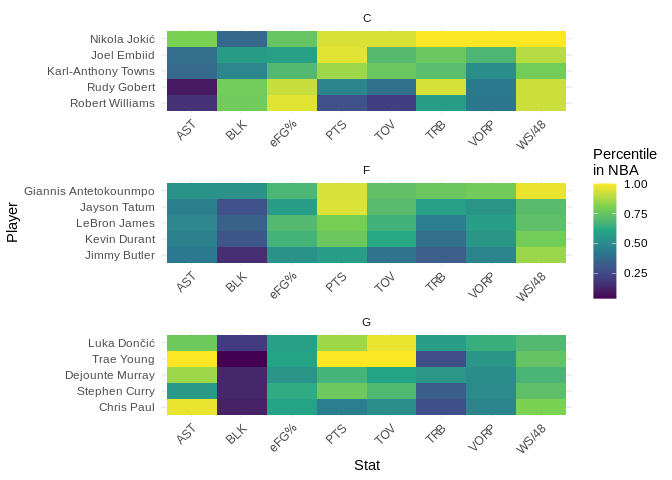 C
Nikola Jokić
Joel Embiid
Karl-Anthony Towns
Rudy Gobert
Robert Williams
AST BLK eFG% PTS TOV TRB VORP WS/48
F
Giannis Antetokounmpo
Jayson Tatum
LeBron James
Kevin Durant
Jimmy Butler
AST BLK eFG% PTS TOV TRB VORP WS/48
G
Luka Dončić
Trae Young
Dejounte Murray
Stephen Curry
Chris Paul
AST BLK eFG% PTS TOV TRB VORP WS/48
Stat
Player
Percentile
in NBA
1.00
0.75
0.50
0.25